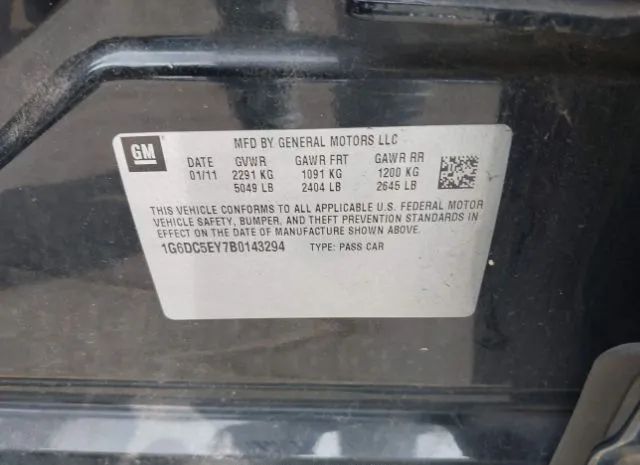 GM
MFD BY GENERAL MOTORS LLC
DATE GVWR GAWR FRT GAWR RR
01/11 2291 KG 1091 KG 1200 KG
5049 LB 2404 LB 2645 LB
THIS VEHICLE CONFORMS TO ALL APPLICABLE U.S. FEDERAL MOTOR
VEHICLE SAFETY, BUMPER, AND THEFT PREVENTION STANDARDS IN
EFFECT ON THE DATE OF MANUFACTURE SHOWN ABOVE.
1G6DC5EY7B0143294 TYPE: PASS CAR